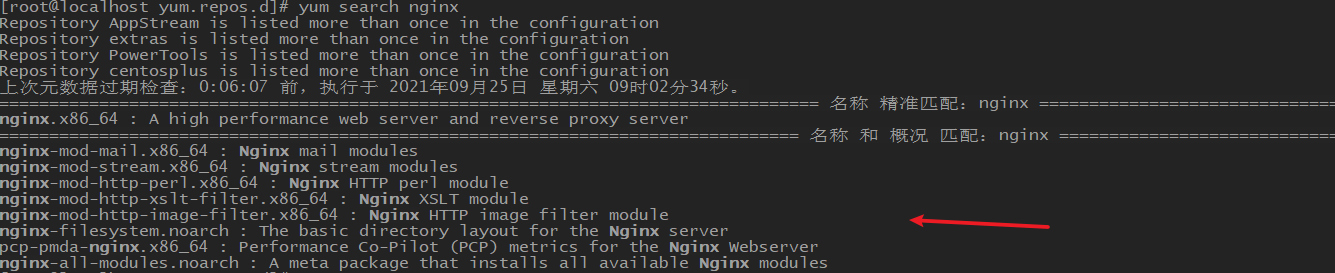 [root@localhost yum.repos.d]# yum search nginx
Repository AppStream is listed more than once in the configuration
Repository extras is listed more than once in the configuration
Repository PowerTools is listed more than once in the configuration
Repository centosplus is listed more than once in the configuration
上次元数据过期检查：0:06:07 前，执行于 2021年09月25日 星期六 09时02分34秒。
================================================================================ 名称 精准匹配：nginx =============================
nginx.x86_64 : A high performance web server and reverse proxy server
============================================================================== 名称 和 概况 匹配：nginx ===========================
nginx-mod-mail.x86_64 : Nginx mail modules
nginx-mod-stream.x86_64 : Nginx stream modules
nginx-mod-http-perl.x86_64 : Nginx HTTP perl module
nginx-mod-http-xslt-filter.x86_64 : Nginx XSLT module
nginx-mod-http-image-filter.x86_64 : Nginx HTTP image filter module
nginx-filesystem.noarch : The basic directory layout for the Nginx server
pcp-pmda-nginx.x86_64 : Performance Co-Pilot (PCP) metrics for the Nginx Webserver
nginx-all-modules.noarch : A meta package that installs all available Nginx modules